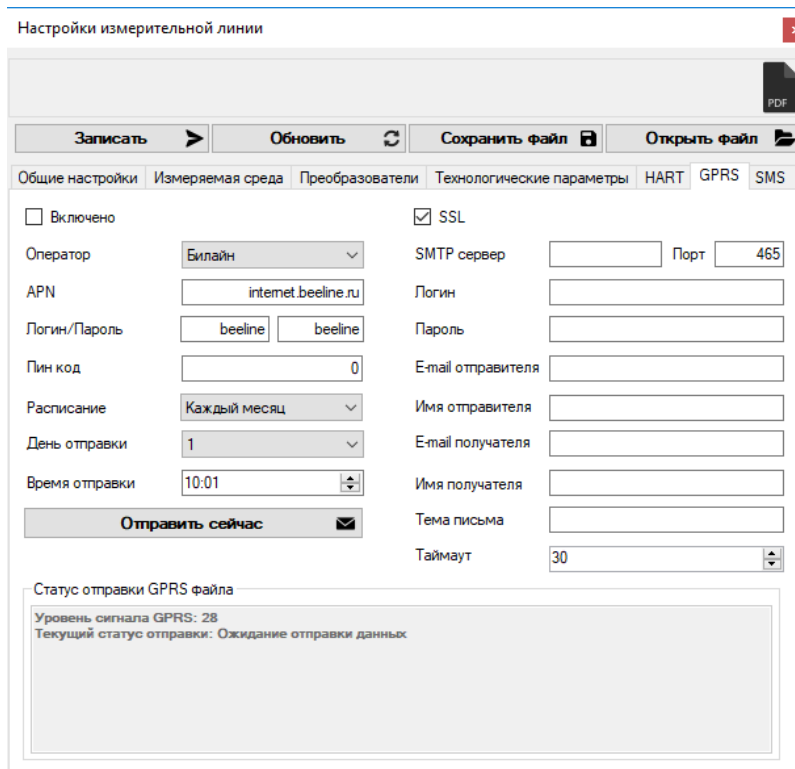 Настройки измерительной линии
PDF
Записать Обновить Сохранить файл Открыть файл
Общие настройки Измеряемая среда Преобразователи Технологические параметры HART GPRS SMS
Включено SSL
Оператор Билайн SMTP сервер Порт 465
APN internet.beeline.ru Логин
Логин/Пароль beeline beeline Пароль
Пин код 0 E-mail отправителя
Расписание Каждый месяц Имя отправителя
День отправки 1 E-mail получателя
Время отправки 10:01 Имя получателя
Отправить сейчас Тема письма
Таймаут 30
Статус отправки GPRS файла
Уровень сигнала GPRS: 28
Текущий статус отправки: Ожидание отправки данных